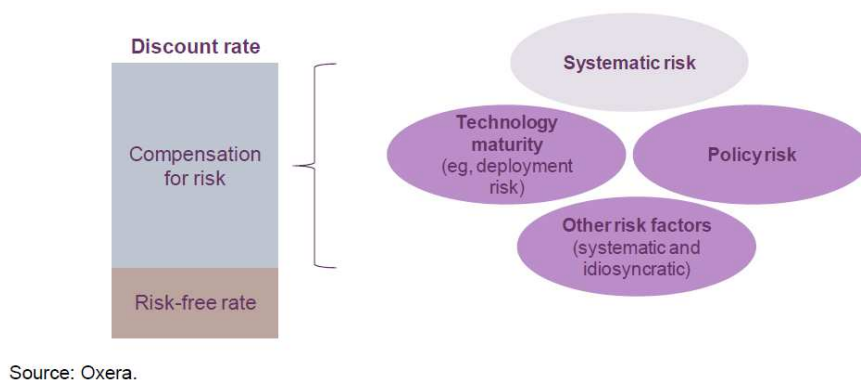 Discount rate
Compensation
for risk
Risk-free rate
Systematic risk
Technology
maturity
(eg, deployment
risk)
Policy risk
Other risk factors
(systematic and
idiosyncratic)
Source: Oxera.